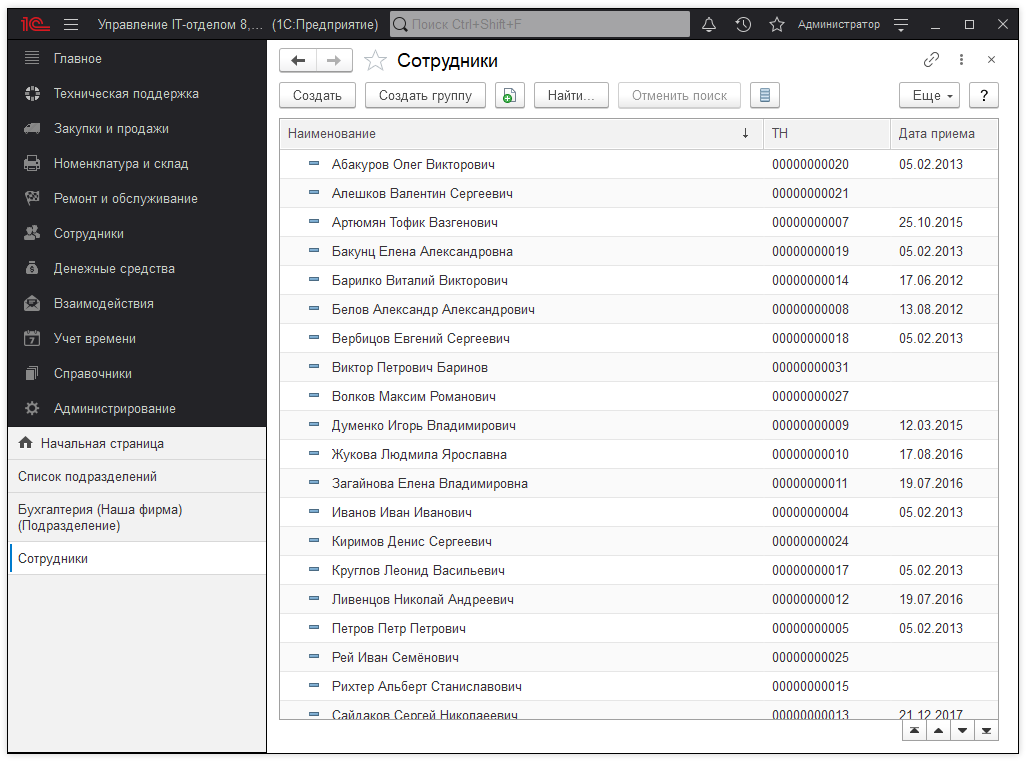 1С Управление IT-отделом 8,... (1С:Предприятие) Поиск Ctrl+Shift+F Администратор
Главное
Техническая поддержка
Закупки и продажи
Номенклатура и склад
Ремонт и обслуживание
Сотрудники
Денежные средства
Взаимодействия
7 Учет времени
Справочники
Администрирование
Начальная страница
Список подразделений
Бухгалтерия (Наша фирма)
(Подразделение)
Сотрудники
Сотрудники
Создать Создать группу Найти... Отменить поиск Еще ?
Наименование ↓ ТН Дата приема
Абакуров Олег Викторович 00000000020 05.02.2013
Алешков Валентин Сергеевич 00000000021
Артюмян Тофик Вазгенович 00000000007 25.10.2015
Бакунц Елена Александровна 00000000019 05.02.2013
Барилко Виталий Викторович 00000000014 17.06.2012
Белов Александр Александрович 00000000008 13.08.2012
Вербицов Евгений Сергеевич 00000000018 05.02.2013
Виктор Петрович Баринов 00000000031
Волков Максим Романович 00000000027
Думенко Игорь Владимирович 00000000009 12.03.2015
Жукова Людмила Ярославна 00000000010 17.08.2016
Загайнова Елена Владимировна 00000000011 19.07.2016
Иванов Иван Иванович 00000000004 05.02.2013
Киримов Денис Сергеевич 00000000024
Круглов Леонид Васильевич 00000000017 05.02.2013
Ливенцов Николай Андреевич 00000000012 19.07.2016
Петров Петр Петрович 00000000005 05.02.2013
Рей Иван Семёнович 00000000025
Рихтер Альберт Станиславович 00000000015
Сайдаков Сергей Николаевич 00000000013 21.12.2017